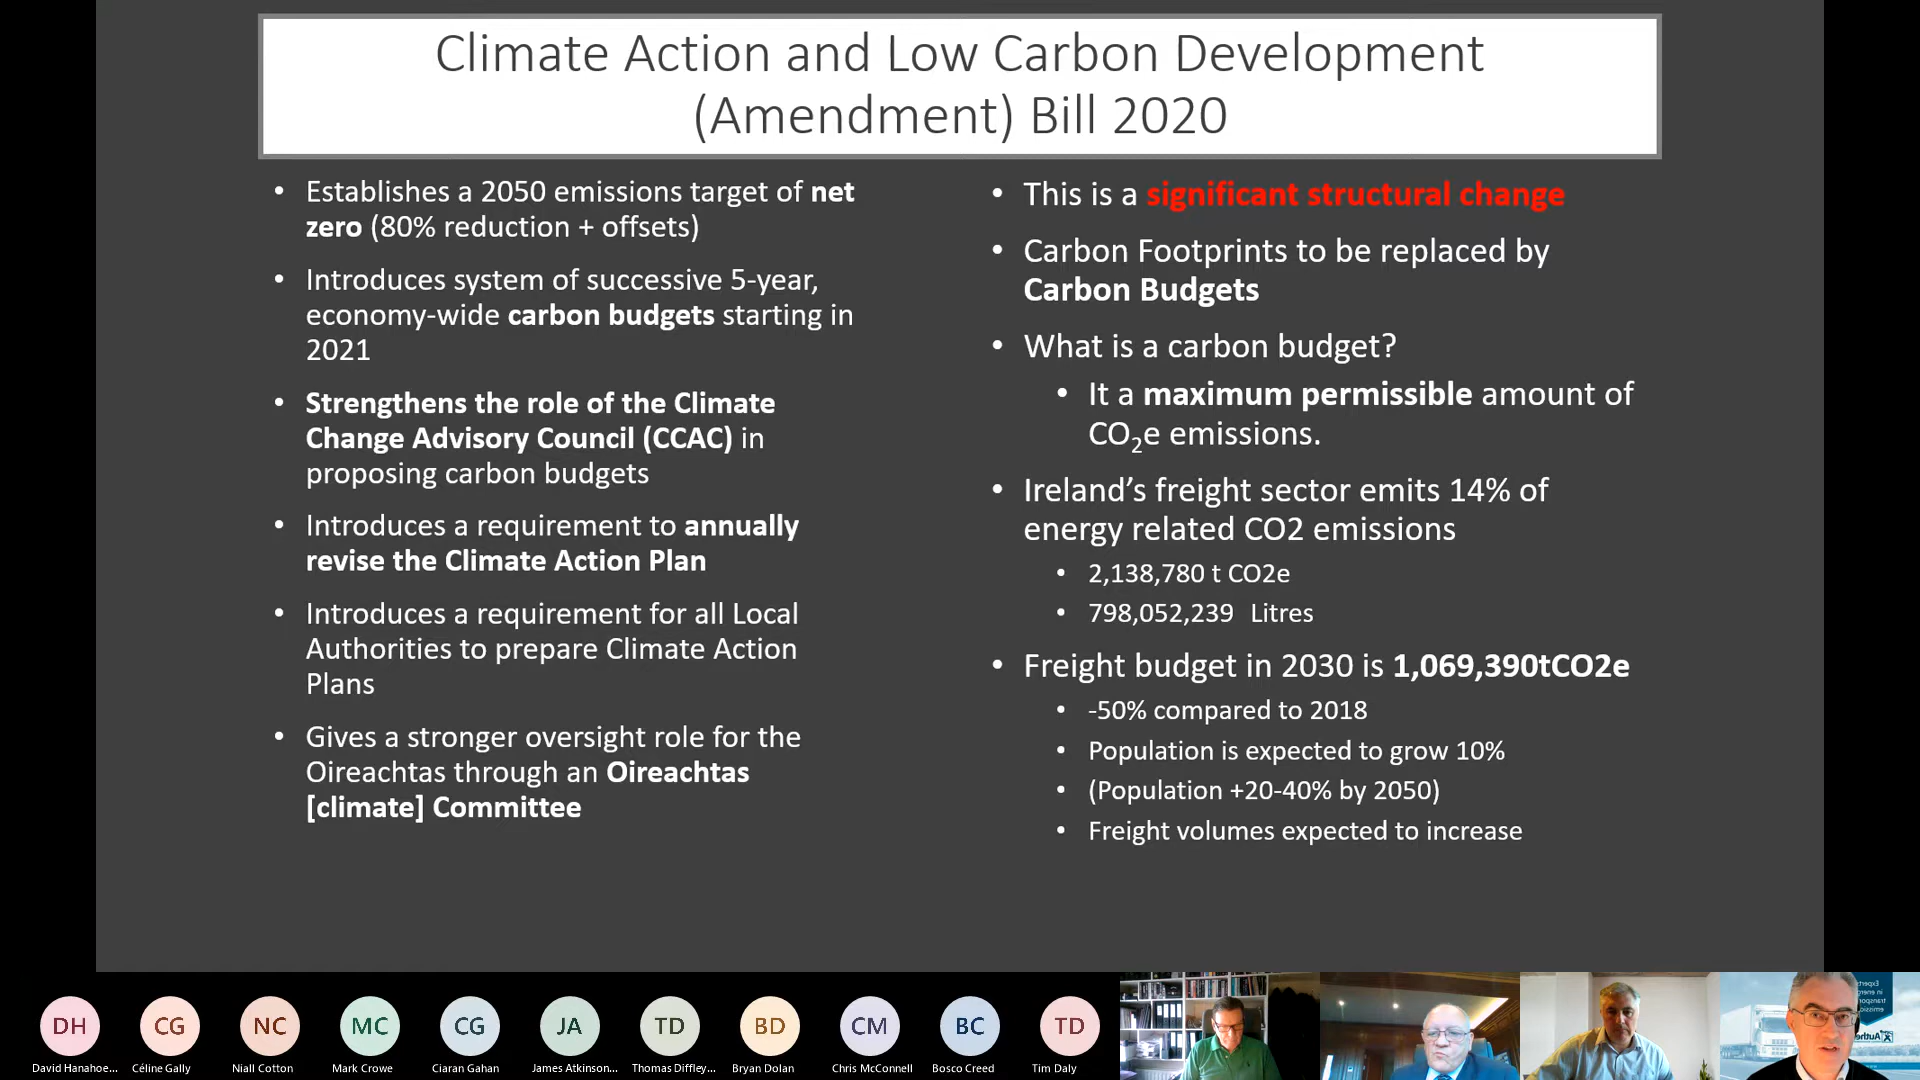 Climate Action and Low Carbon Development
(Amendment) Bill 2020
• Establishes a 2050 emissions target of net
zero (80% reduction + offsets)
• Introduces system of successive 5-year,
economy-wide carbon budgets starting in
2021
• Strengthens the role of the Climate
Change Advisory Council (CCAC) in
proposing carbon budgets
• Introduces a requirement to annually
revise the Climate Action Plan
• Introduces a requirement for all Local
Authorities to prepare Climate Action
Plans
• Gives a stronger oversight role for the
Oireachtas through an Oireachtas
[climate] Committee
• This is a significant structural change
• Carbon Footprints to be replaced by
Carbon Budgets
• What is a carbon budget?
• It a maximum permissible amount of
CO₂e emissions.
• Ireland’s freight sector emits 14% of
energy related CO2 emissions
• 2,138,780 t CO2e
• 798,052,239 Litres
• Freight budget in 2030 is 1,069,390tCO2e
• -50% compared to 2018
• Population is expected to grow 10%
• (Population +20-40% by 2050)
• Freight volumes expected to increase
DH
CG
NC
MC
CG
JA
TD
BD
CM
BC
TD
David Hanahoe...
Céline Gally
Niall Cotton
Mark Crowe
Ciaran Gahan
James Atkinson...
Thomas Diffley...
Bryan Dolan
Chris McConnell
Bosco Creed
Tim Daly
Experts
in energy
transpo
emissio